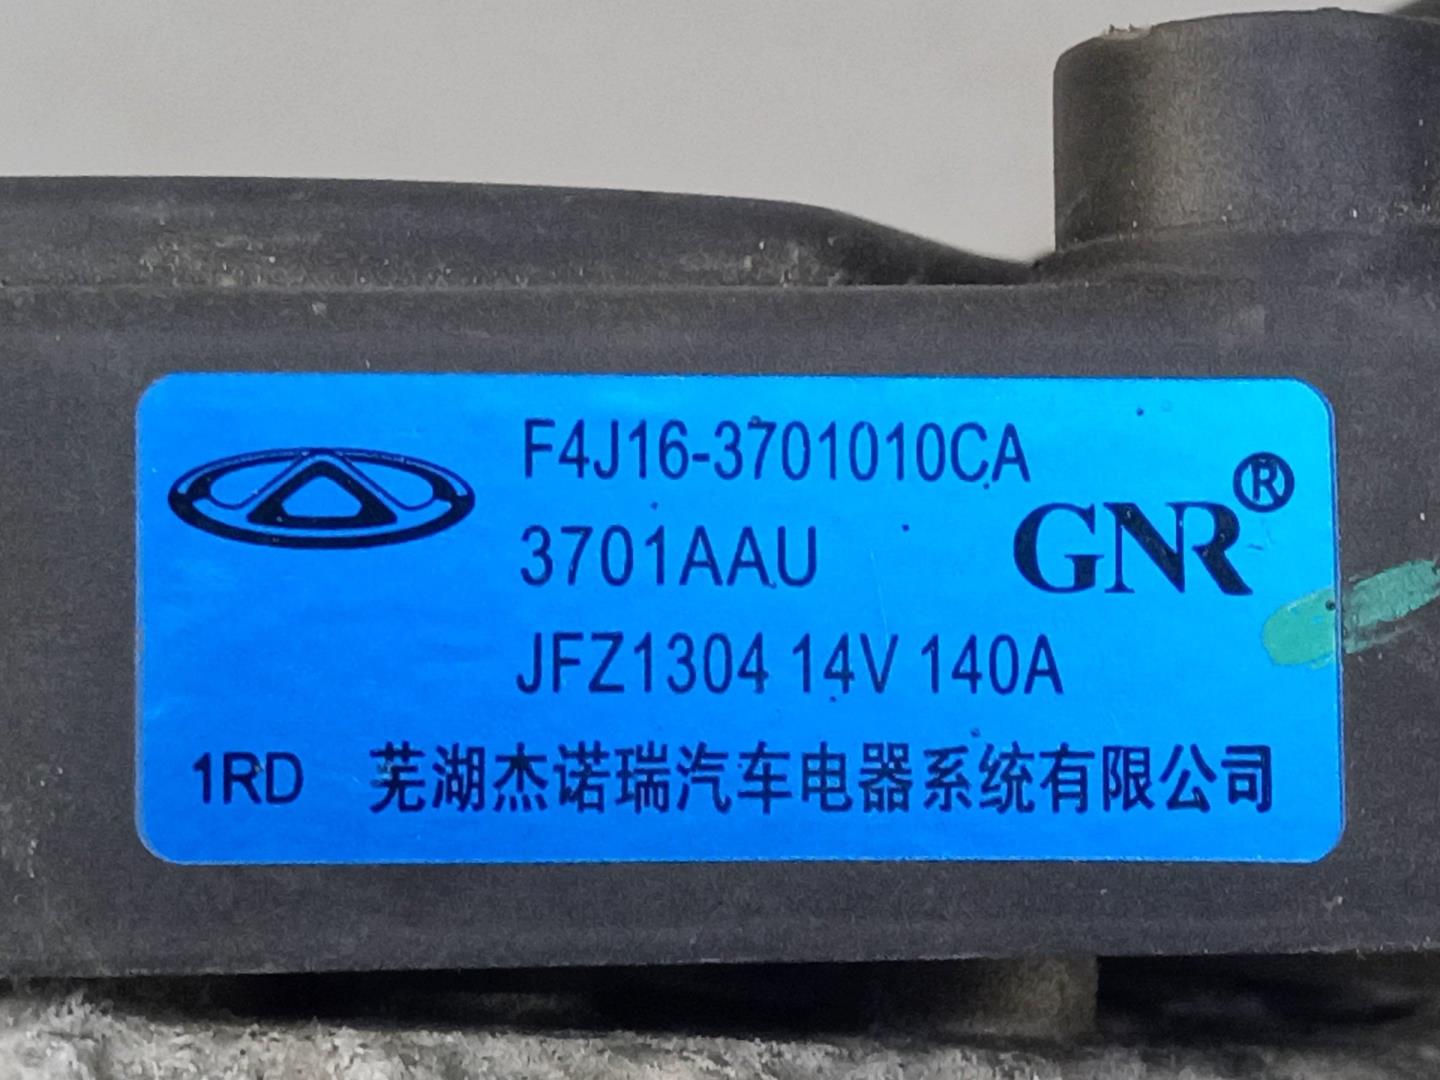 F4J16-3701010CA
3701AAU
GNR®
JFZ1304 14V 140A
1RD 芜湖杰诺瑞汽车电器系统有限公司